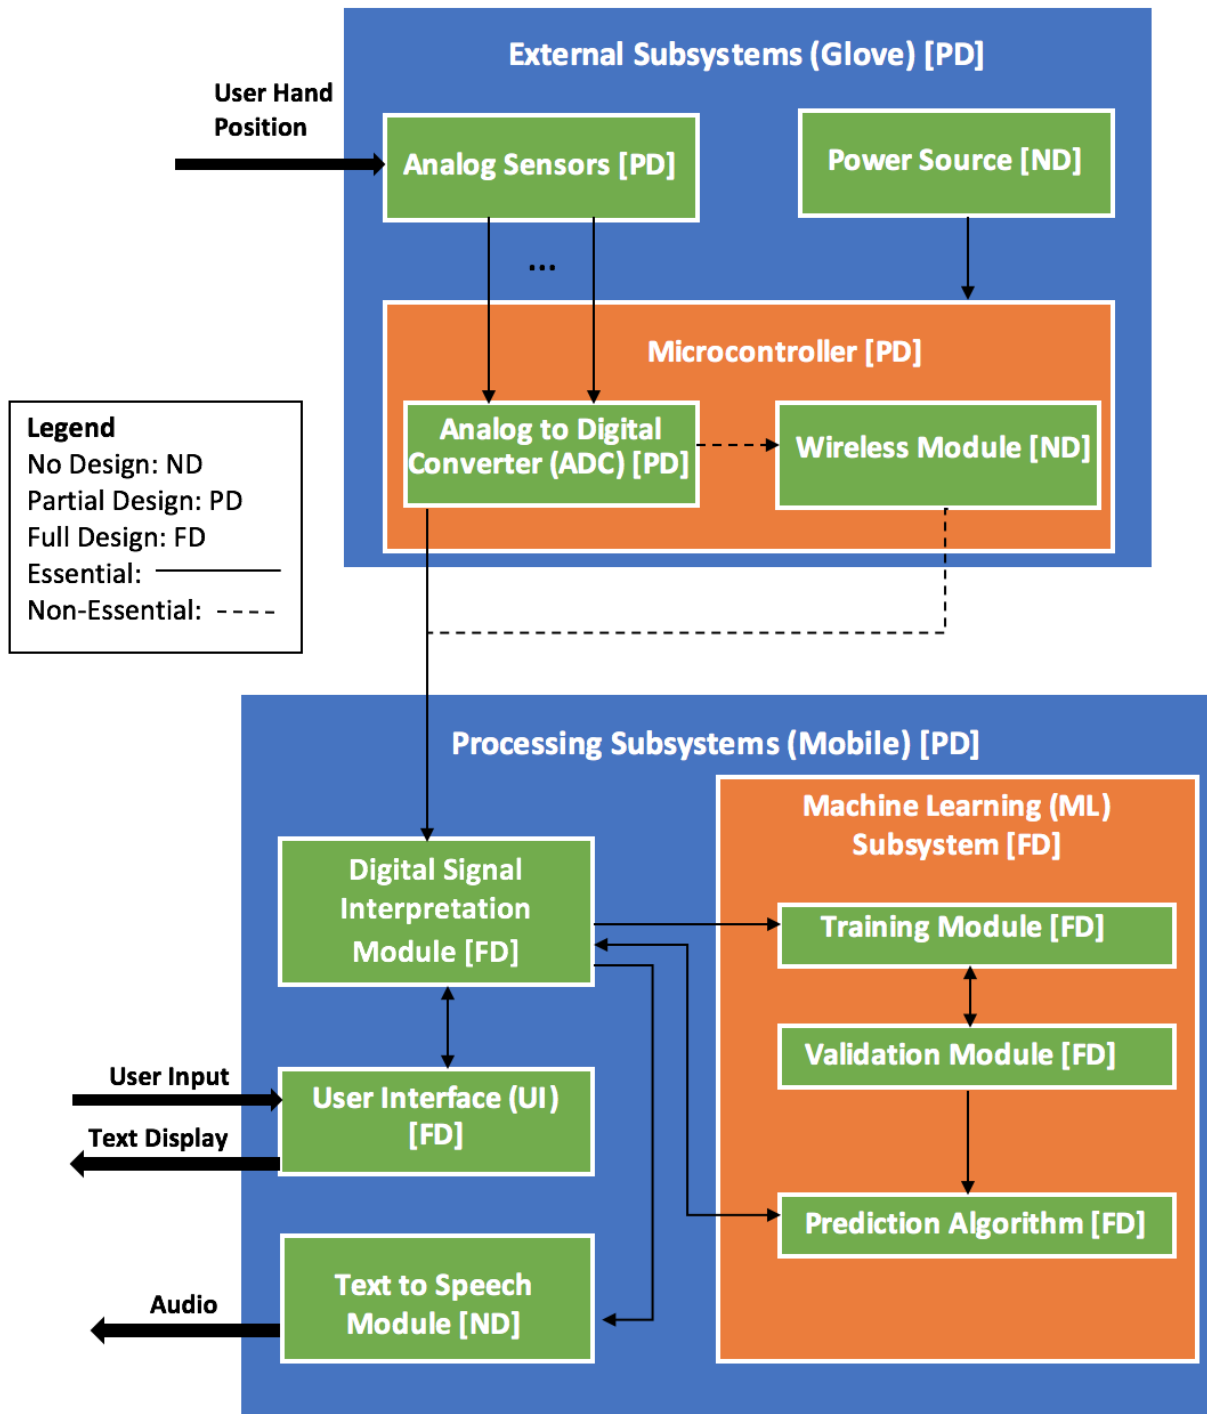 External Subsystems (Glove) [PD]
User Hand
Position
Analog Sensors [PD]
Power Source [ND]
...
Microcontroller [PD]
Analog to Digital
Converter (ADC) [PD]
Wireless Module [ND]
Legend
No Design: ND
Partial Design: PD
Full Design: FD
Essential:
Non-Essential:
Processing Subsystems (Mobile) [PD]
Machine Learning (ML)
Subsystem [FD]
Digital Signal
Interpretation
Module [FD]
Training Module [FD]
Validation Module [FD]
User Input
User Interface (UI)
[FD]
Text Display
Prediction Algorithm [FD]
Text to Speech
Module [ND]
Audio